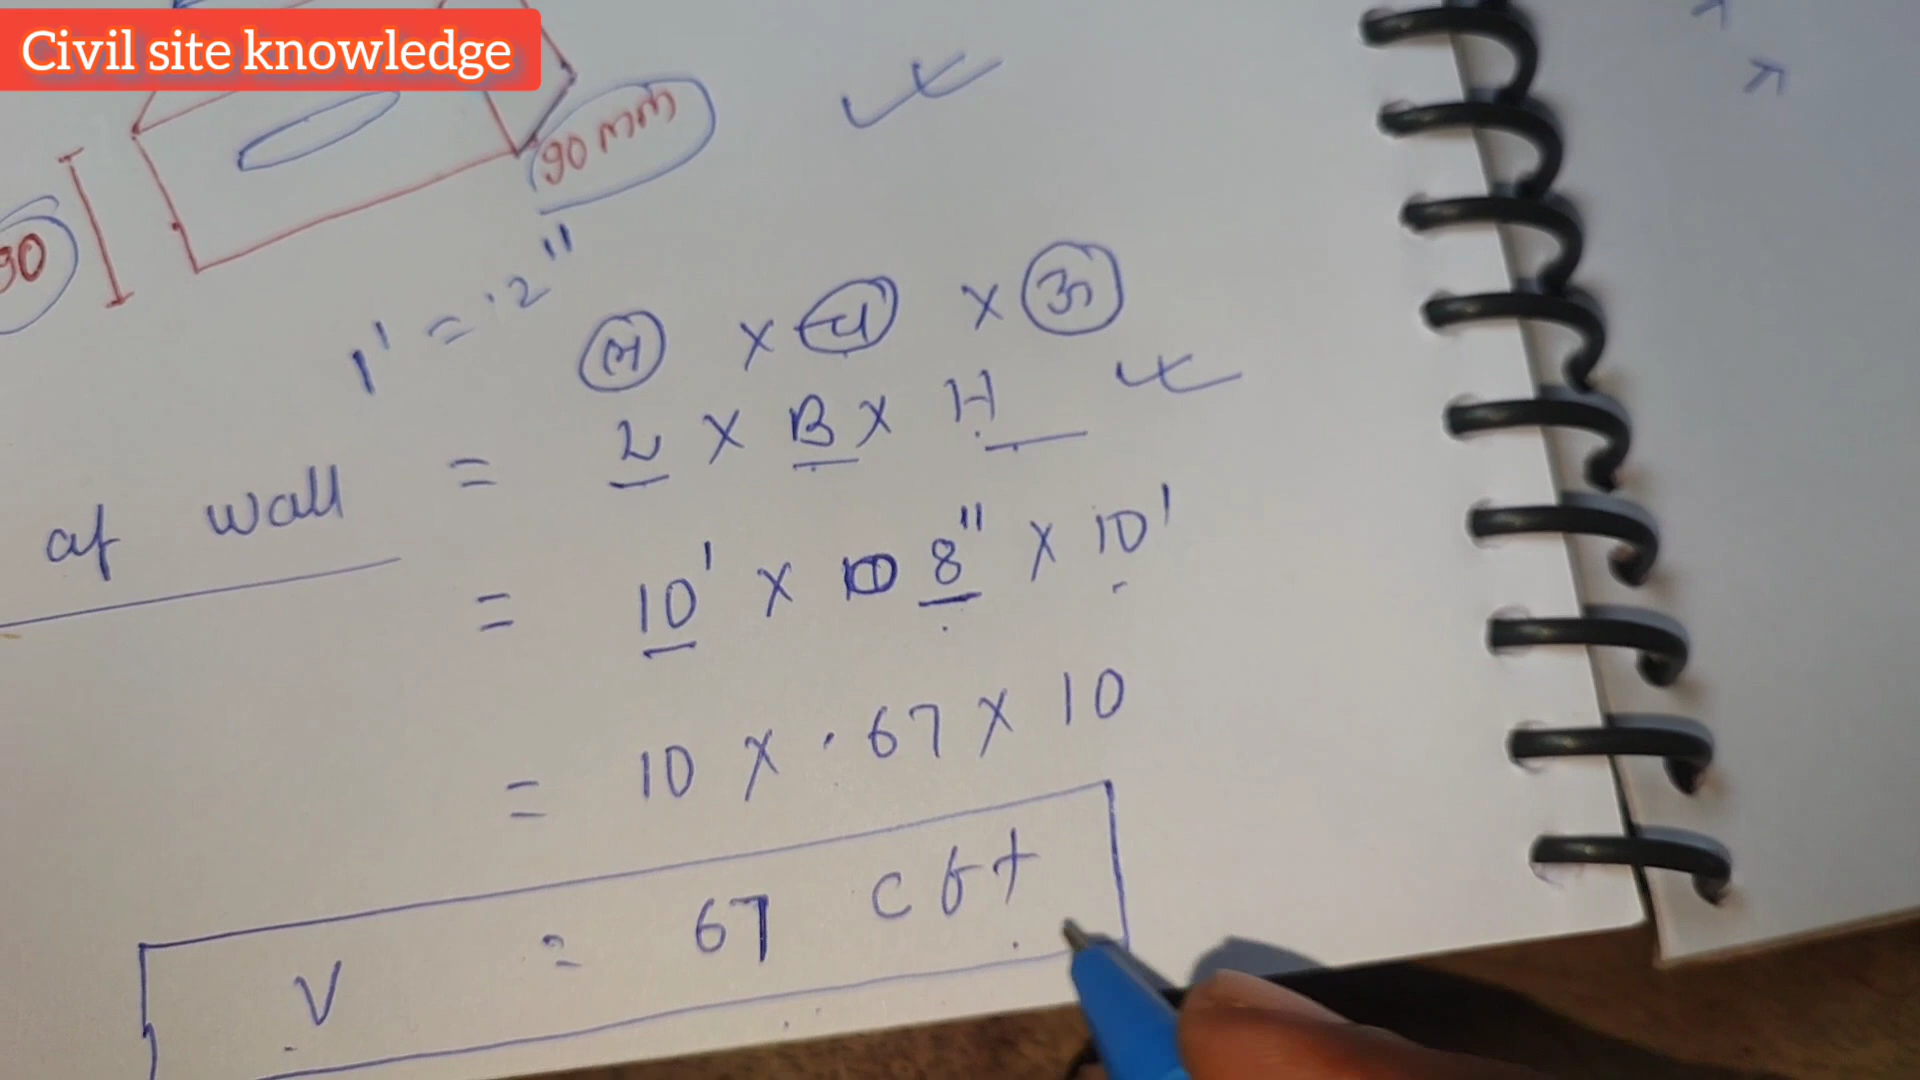 Civil site knowledge
90 mm
90
1' = 12"
ल × चौ × ऊ
of wall = L × B × H
= 10' × 8" × 10'
= 10 × .67 × 10
V = 67 cft